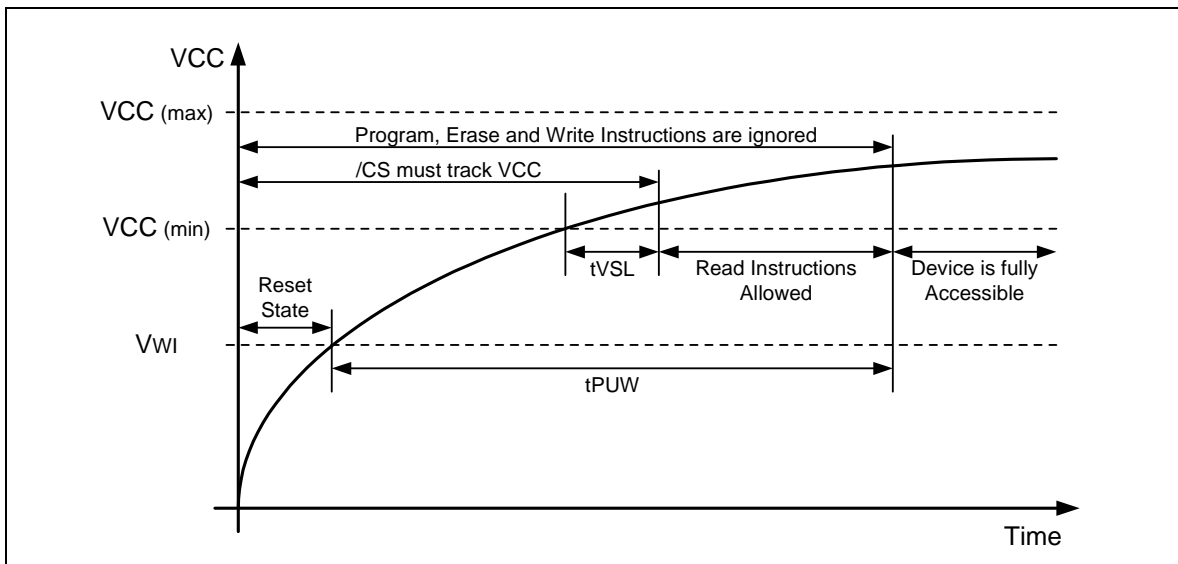 VCC
VCC (max)
Program, Erase and Write Instructions are ignored
/CS must track VCC
VCC (min)
tVSL
Read Instructions
Allowed
Device is fully
Accessible
Reset
State
VWI
tPUW
Time